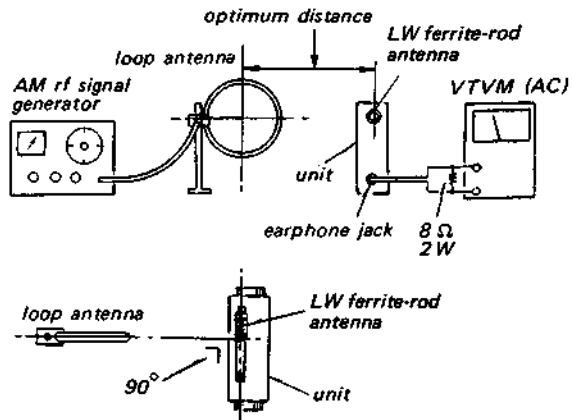 optimum distance
loop antenna
LW ferrite-rod
antenna
AM rf signal
generator
VTVM (AC)
unit
earphone jack
8 Ω
2 W
loop antenna
LW ferrite-rod
antenna
90°
unit